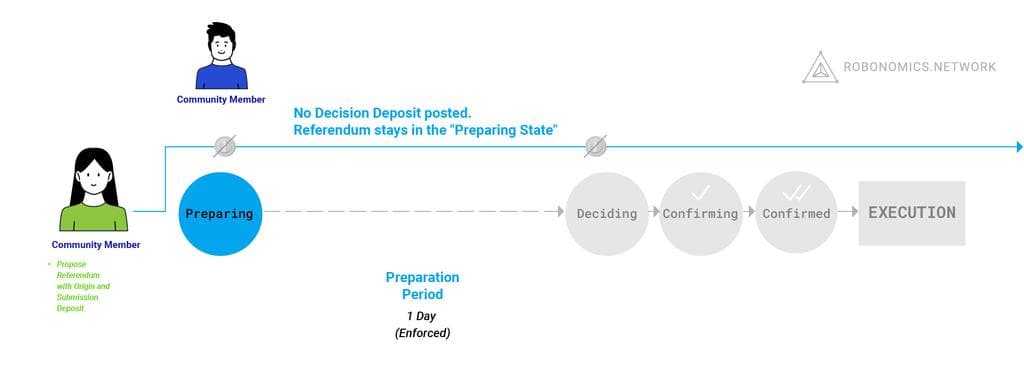 ROBONOMICS.NETWORK
Community Member
No Decision Deposit posted.
Referendum stays in the "Preparing State"
Preparing
Deciding
Confirming
Confirmed
EXECUTION
Community Member
• Propose
Referendum
with Origin and
Submission
Deposit
Preparation
Period
1 Day
(Enforced)